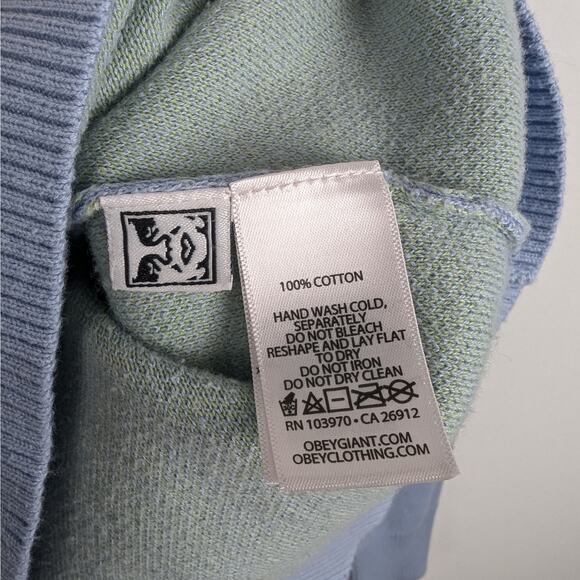 100% COTTON
HAND WASH COLD,
SEPARATELY
DO NOT BLEACH
RESHAPE AND LAY FLAT
TO DRY
DO NOT IRON
DO NOT DRY CLEAN
RN 103970 • CA 26912
OBEYGIANT.COM
OBEYCLOTHING.COM